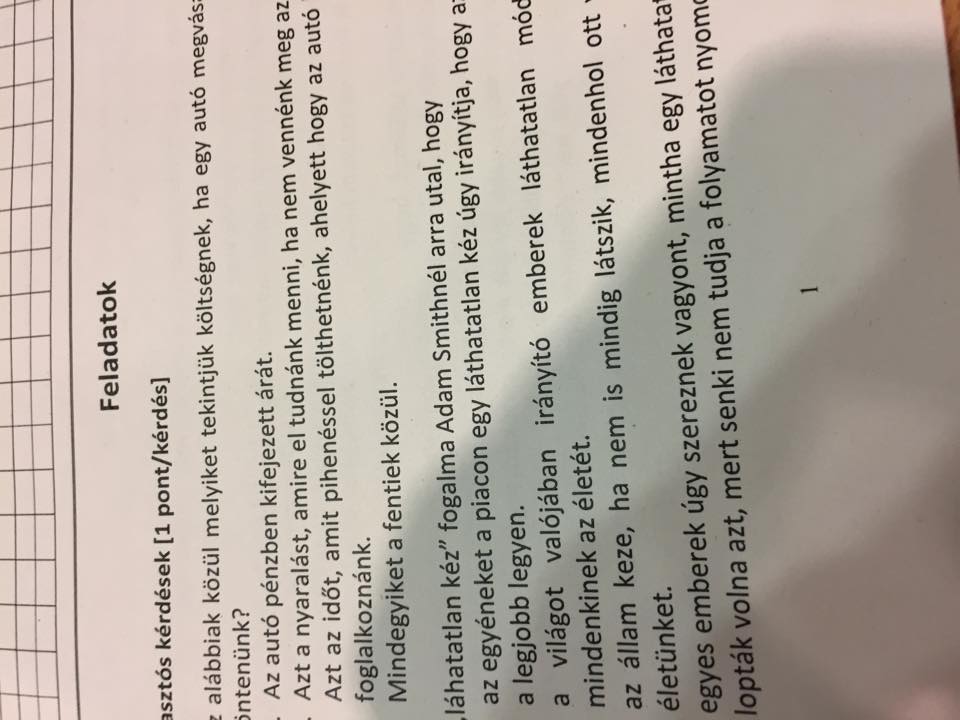 Feladatok
asztós kérdések [1 pont/kérdés]
z alábbiak közül melyiket tekintjük költségnek, ha egy autó megvásá
öntenünk?
. Az autó pénzben kifejezett árát.
. Azt a nyaralást, amire el tudnánk menni, ha nem vennénk meg az
Azt az időt, amit pihenéssel tölthetnénk, ahelyett hogy az autó
foglalkoznánk.
Mindegyiket a fentiek közül.
„láhatatlan kéz” fogalma Adam Smithnél arra utal, hogy
az egyéneket a piacon egy láthatatlan kéz úgy irányítja, hogy a
a legjobb legyen.
a világot valójában irányító emberek láthatatlan mód
mindenkinek az életét.
az állam keze, ha nem is mindig látszik, mindenhol ott
életünket.
egyes emberek úgy szereznek vagyont, mintha egy láthatat
lopták volna azt, mert senki nem tudja a folyamatot nyomo
1